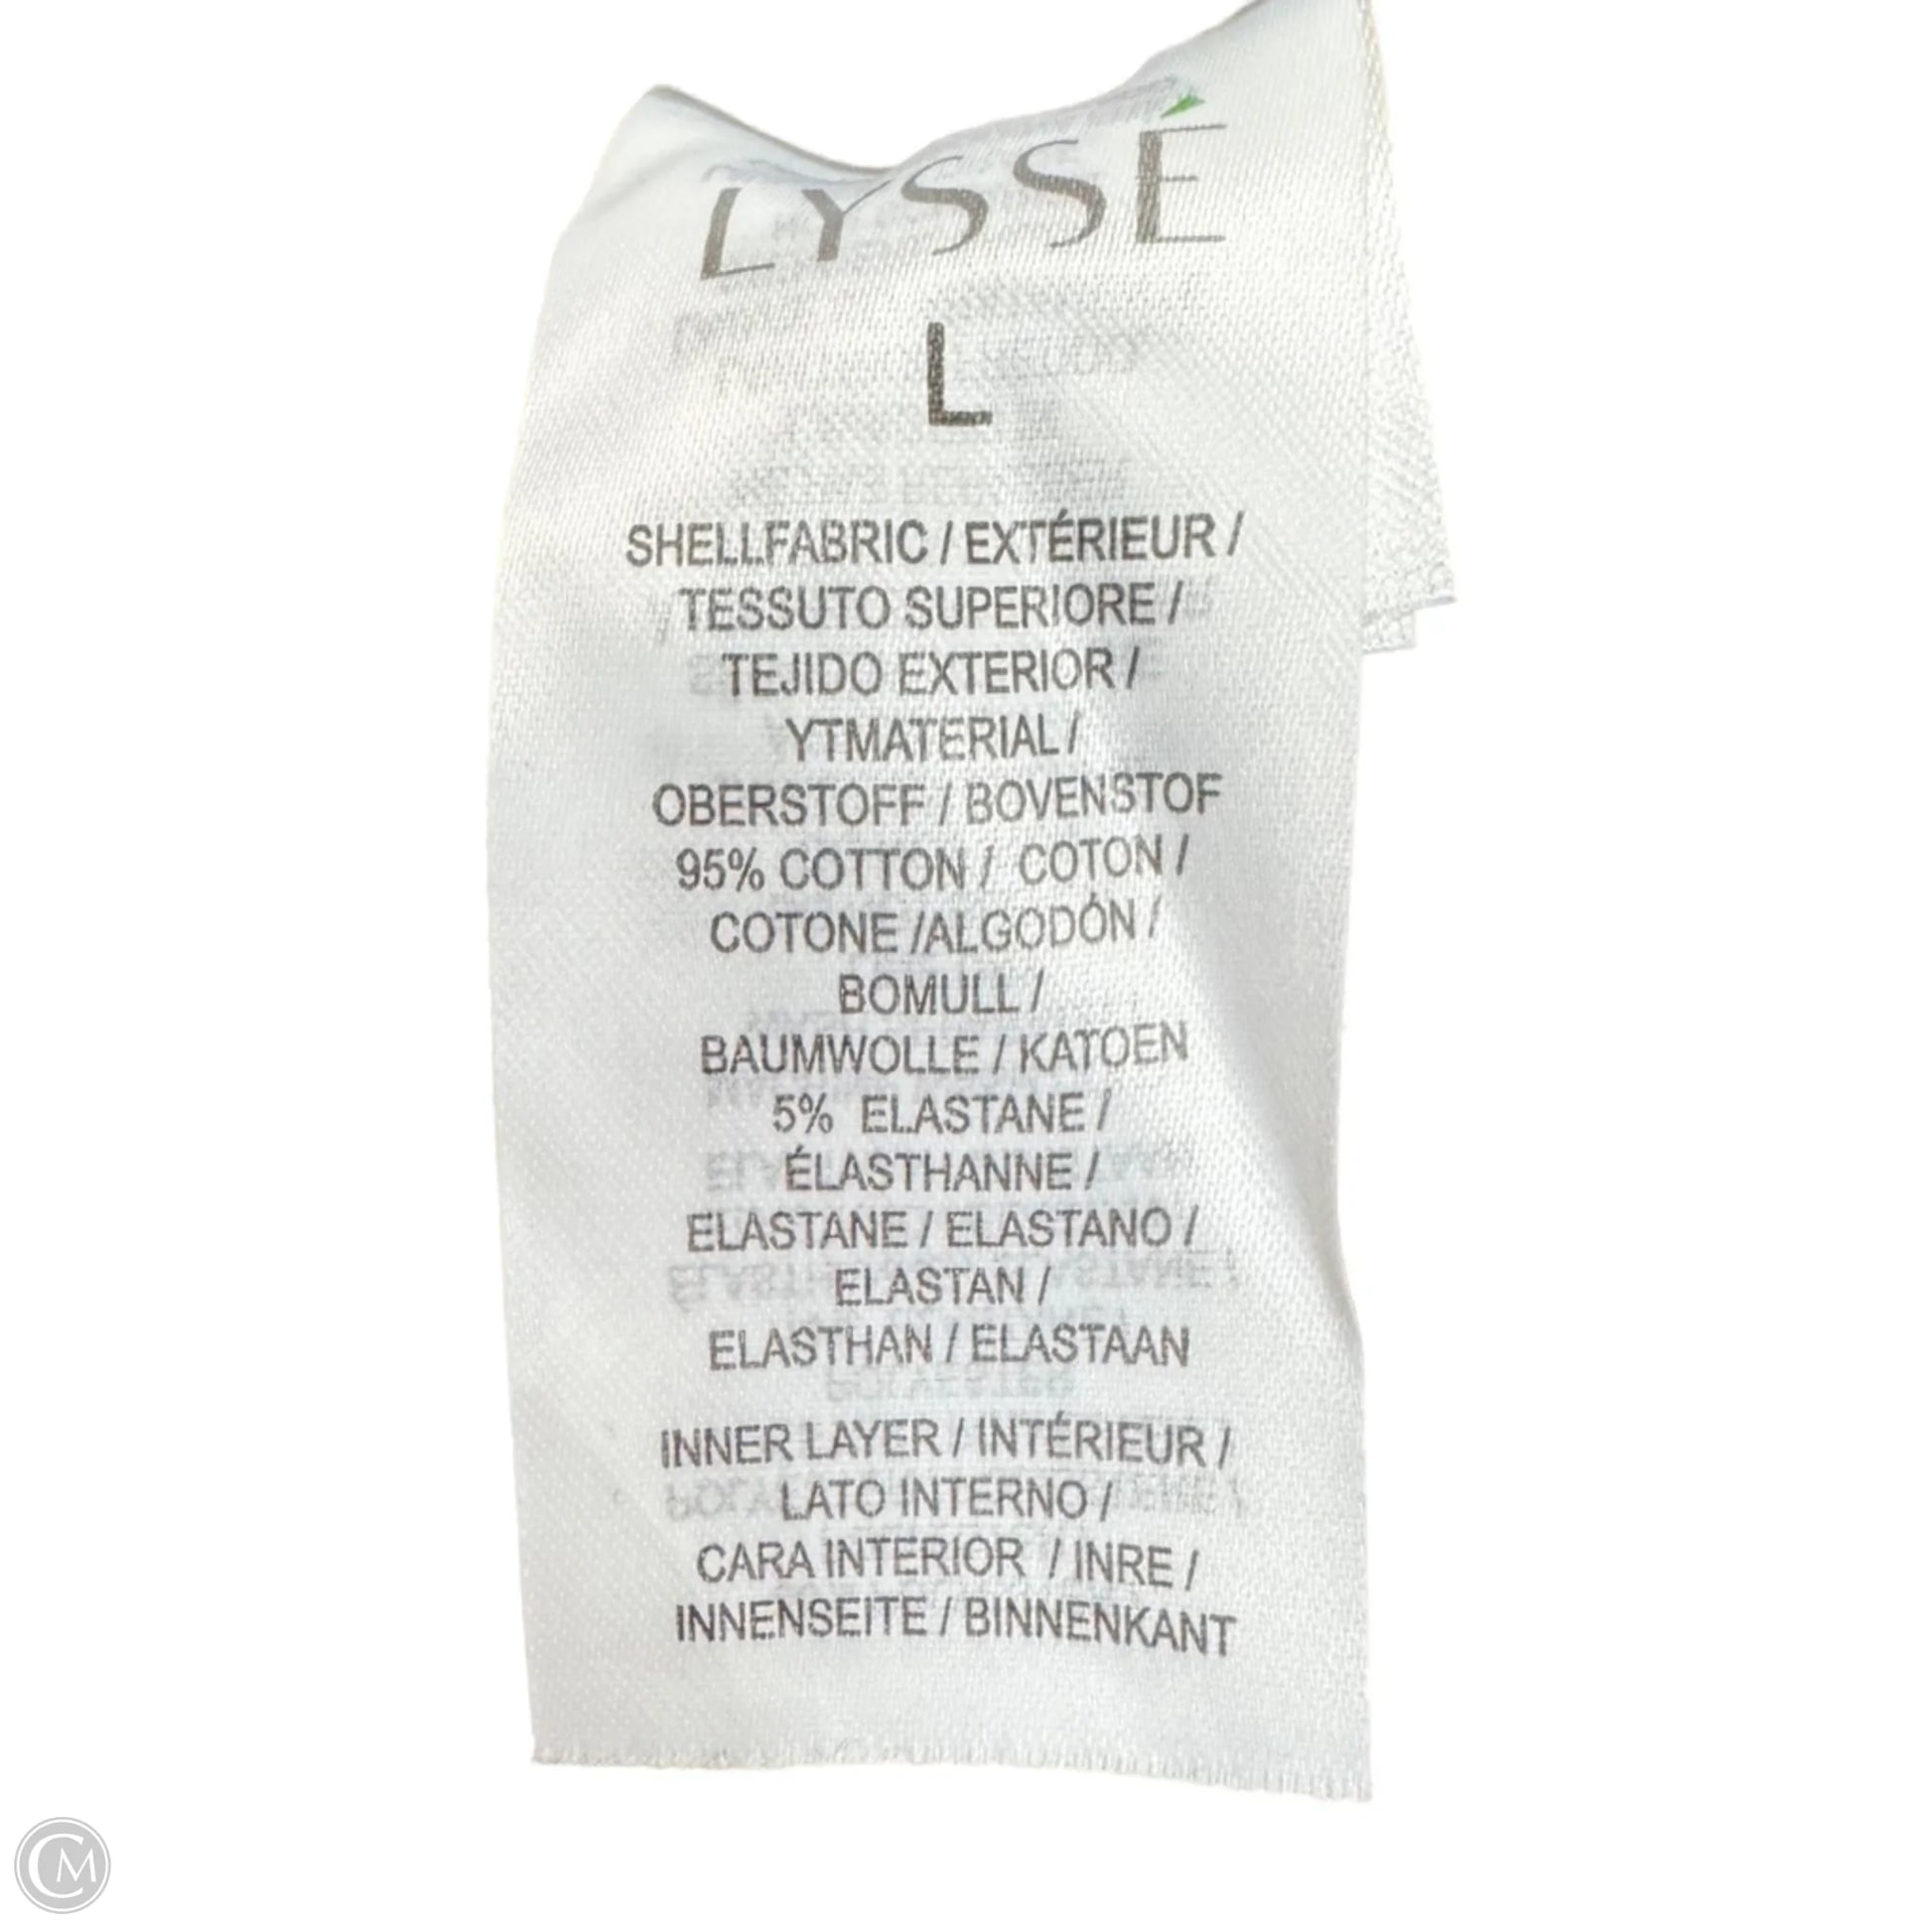 LYSSÉ
L
SHELLFABRIC / EXTÉRIEUR /
TESSUTO SUPERIORE /
TEJIDO EXTERIOR /
YTMATERIAL /
OBERSTOFF / BOVENSTOF
95% COTTON / COTON /
COTONE /ALGODÓN /
BOMULL /
BAUMWOLLE / KATOEN
5% ELASTANE /
ÉLASTHANNE /
ELASTANE / ELASTANO /
ELASTAN /
ELASTHAN / ELASTAAN
INNER LAYER / INTÉRIEUR /
LATO INTERNO /
CARA INTERIOR / INRE /
INNENSEITE / BINNENKANT
CM